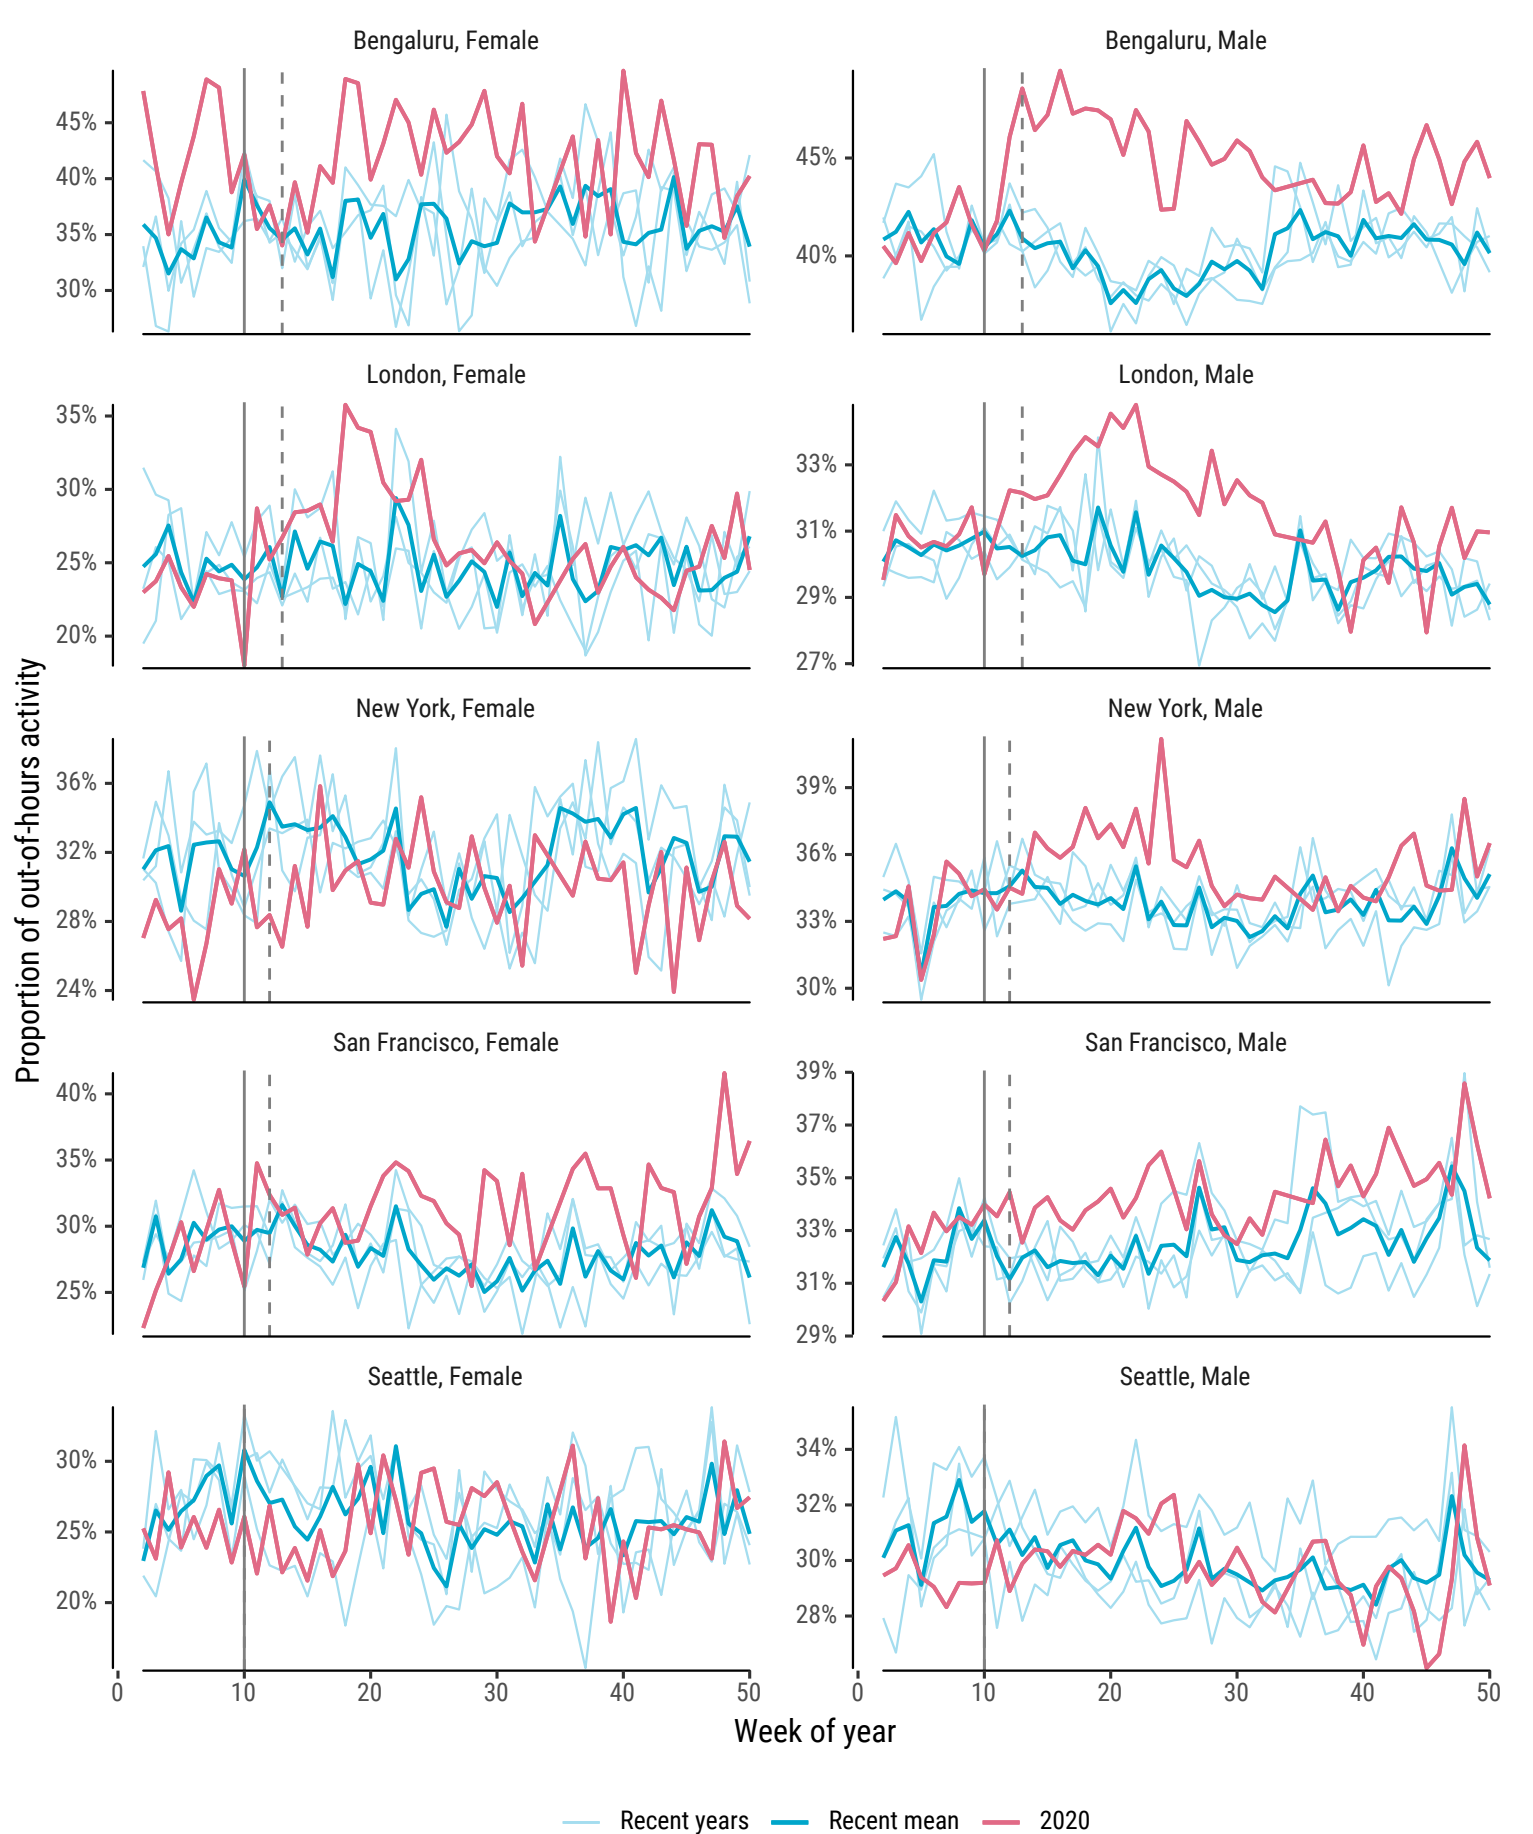 Bengaluru, Female
Bengaluru, Male
45%
40%
35%
30%
45%
40%
London, Female
London, Male
35%
30%
25%
20%
33%
31%
29%
27%
New York, Female
New York, Male
36%
32%
28%
24%
39%
36%
33%
30%
San Francisco, Female
San Francisco, Male
40%
35%
30%
25%
39%
37%
35%
33%
31%
29%
Seattle, Female
Seattle, Male
30%
25%
20%
34%
32%
30%
28%
0 10 20 30 40 50
0 10 20 30 40 50
Proportion of out-of-hours activity
Week of year
Recent years Recent mean 2020